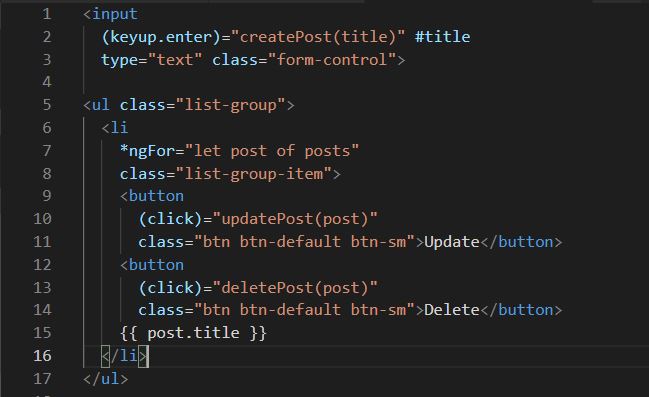 1 <input
2 (keyup.enter)="createPost(title)" #title
3 type="text" class="form-control">
4
5 <ul class="list-group">
6 <li
7 *ngFor="let post of posts"
8 class="list-group-item">
9 <button
10 (click)="updatePost(post)"
11 class="btn btn-default btn-sm">Update</button>
12 <button
13 (click)="deletePost(post)"
14 class="btn btn-default btn-sm">Delete</button>
15 {{ post.title }}
16 </li>
17 </ul>